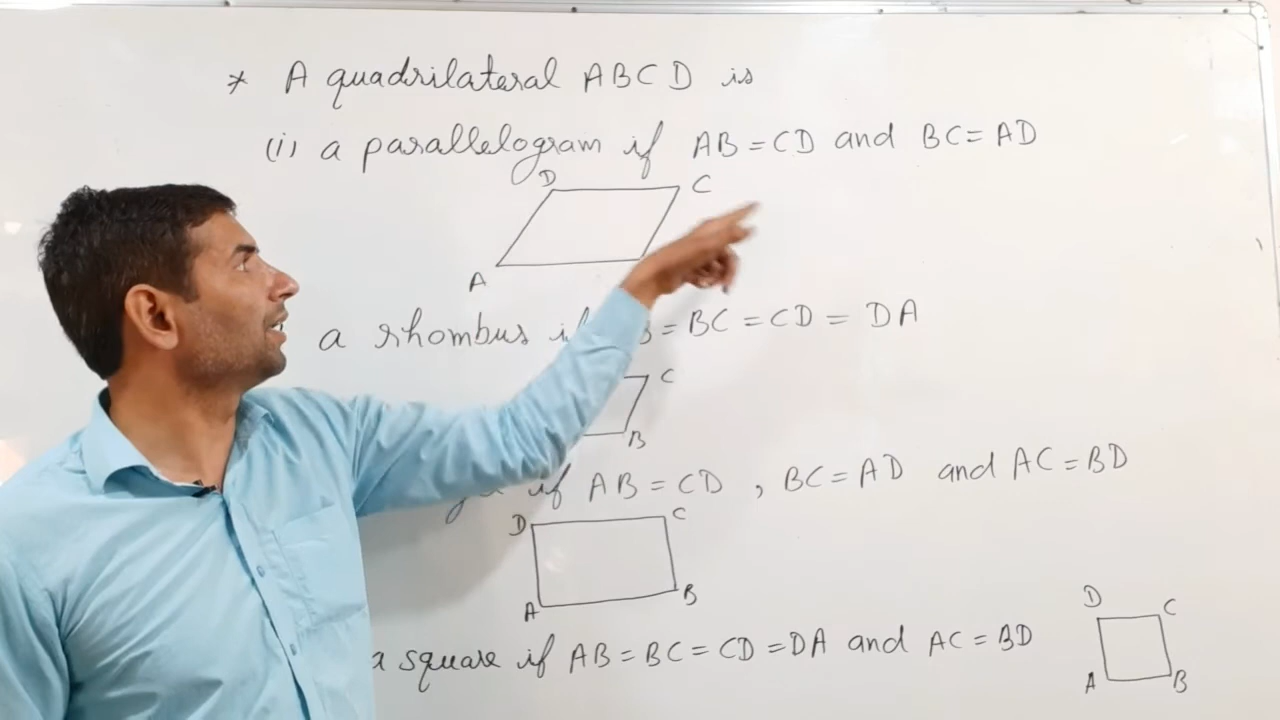 * A quadrilateral ABCD is
(i) a parallelogram if AB = CD and BC = AD
D C
A
a rhombus = BC = CD = DA
C
B
if AB = CD , BC = AD and AC = BD
D C
A B
a square if AB = BC = CD = DA and AC = BD
D C
A B